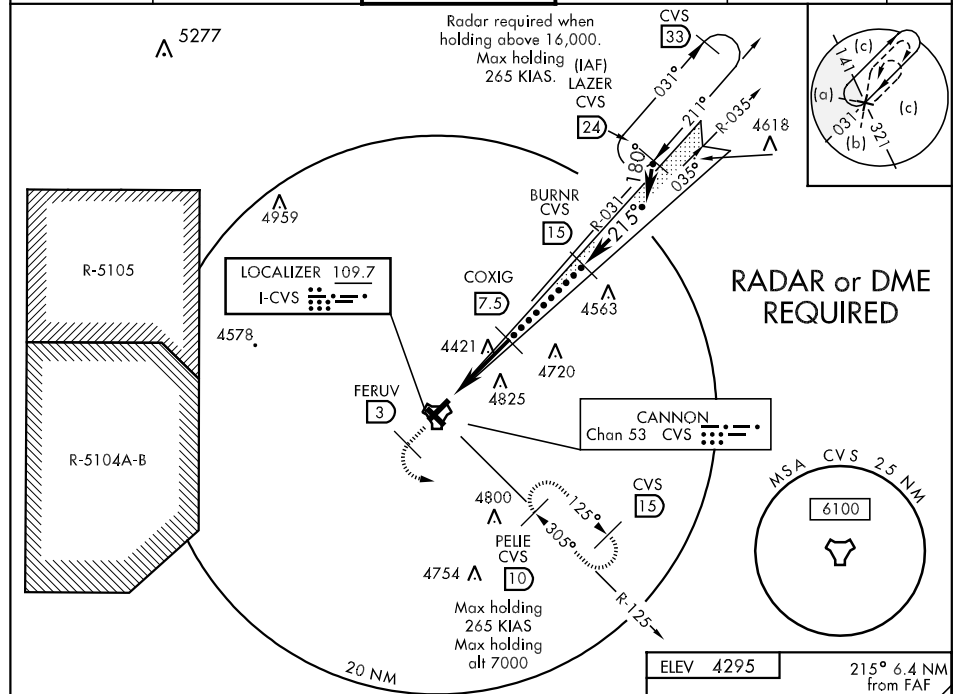 5277
Radar required when
holding above 16,000.
Max holding
265 KIAS.
CVS
33
(IAF)
LAZER
CVS
24
031°
211°
R-035
180°
035°
4618
R-031
215°
141
(c)
(a)
(c)
031
(b)
321
4959
BURNR
CVS
15
R-5105
LOCALIZER 109.7
I-CVS
COXIG
7.5
4563
RADAR or DME
REQUIRED
4578
4421
4720
4825
FERUV
3
CANNON
Chan 53 CVS
R-5104A-B
MSA CVS 25 NM
6100
4800
125°
305°
CVS
15
PELIE
CVS
10
4754
Max holding
265 KIAS
Max holding
alt 7000
R-125
20 NM
ELEV 4295
215° 6.4 NM
from FAF